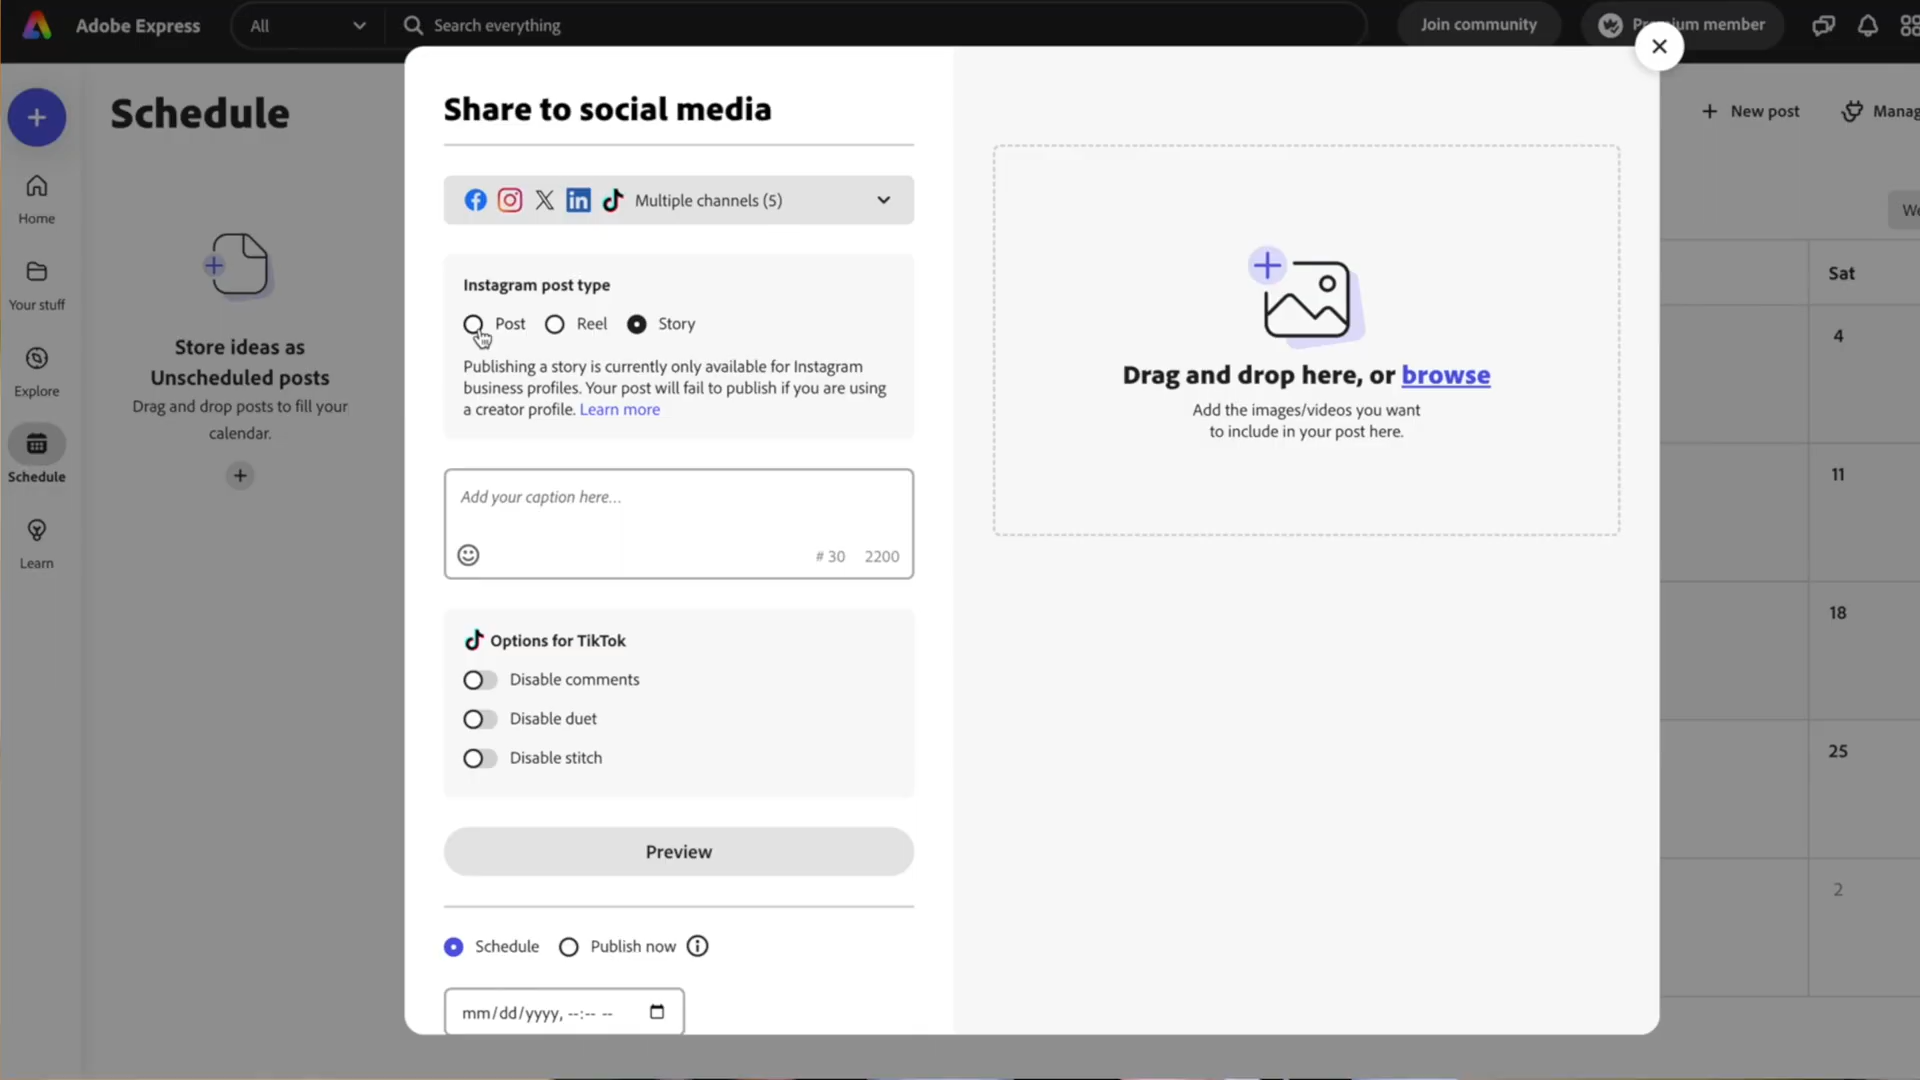 Adobe Express
All
Search everything
Join community
Schedule
Home
Your stuff
Explore
Schedule
Learn
Store ideas as
Unscheduled posts
Drag and drop posts to fill your
calendar.
Share to social media
Multiple channels (5)
Instagram post type
Post
Reel
Story
Publishing a story is currently only available for Instagram
business profiles. Your post will fail to publish if you are using
a creator profile. Learn more
Add your caption here...
# 30
2200
Options for TikTok
Disable comments
Disable duet
Disable stitch
Preview
Schedule
Publish now
mm/dd/yyyy, --:-- --
Drag and drop here, or browse
Add the images/videos you want
to include in your post here.
+ New post
Sat
4
11
18
25
2